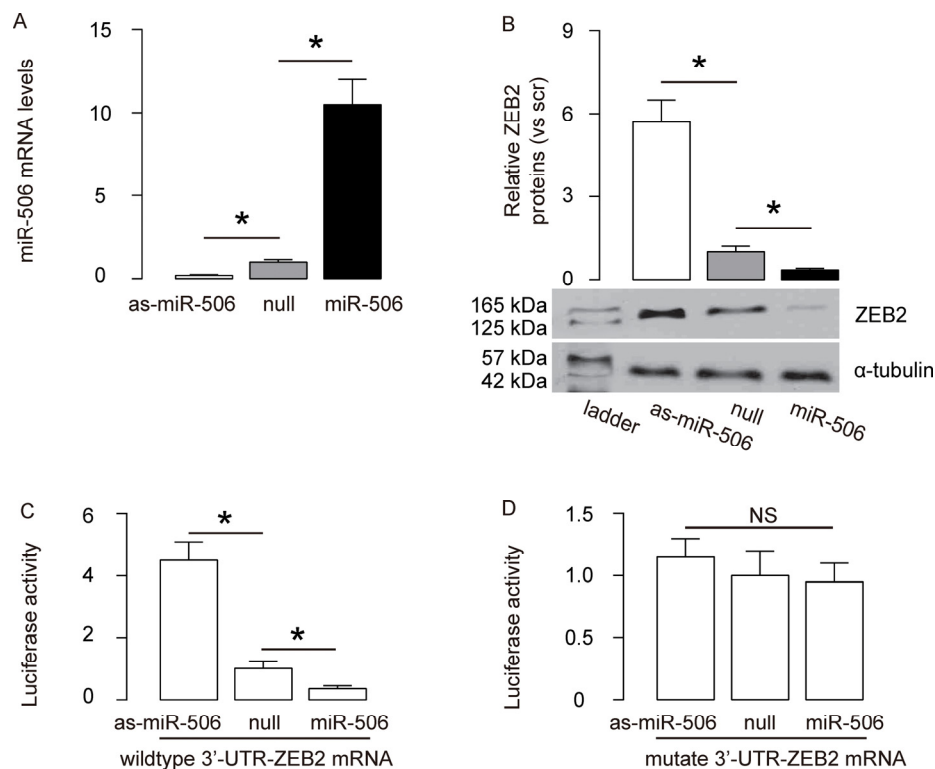 A
miR-506 mRNA levels
15
10
5
0
*
*
as-miR-506 null miR-506
B
Relative ZEB2
proteins (vs scr)
9
6
3
0
*
*
165 kDa
125 kDa
ZEB2
57 kDa
42 kDa
α-tubulin
ladder as-miR-506 null miR-506
C
Luciferase activity
6
4
2
0
*
*
as-miR-506 null miR-506
wildtype 3'-UTR-ZEB2 mRNA
D
Luciferase activity
1.5
1.0
0.5
0
NS
as-miR-506 null miR-506
mutate 3'-UTR-ZEB2 mRNA